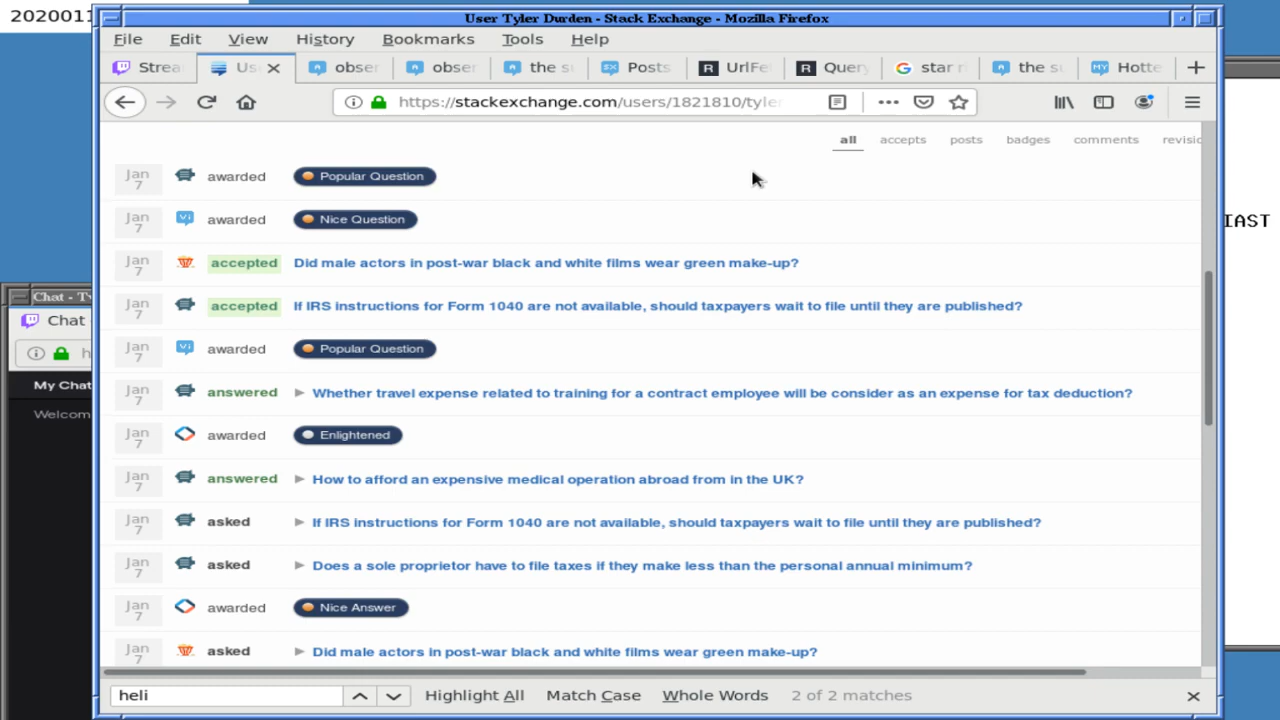 2020011
User Tyler Durden - Stack Exchange - Mozilla Firefox
File Edit View History Bookmarks Tools Help
Strea Us obser obser the su Posts UrlFe Query star r the su MY Hotte
https://stackexchange.com/users/1821810/tyle
all accepts posts badges comments revisic
Jan 7 awarded Popular Question
Jan 7 Vi awarded Nice Question
Jan 7 accepted Did male actors in post-war black and white films wear green make-up?
Jan 7 accepted If IRS instructions for Form 1040 are not available, should taxpayers wait to file until they are published?
Jan 7 Vi awarded Popular Question
Jan 7 answered Whether travel expense related to training for a contract employee will be consider as an expense for tax deduction?
Jan 7 awarded Enlightened
Jan 7 answered How to afford an expensive medical operation abroad from in the UK?
Jan 7 asked If IRS instructions for Form 1040 are not available, should taxpayers wait to file until they are published?
Jan 7 asked Does a sole proprietor have to file taxes if they make less than the personal annual minimum?
Jan 7 awarded Nice Answer
Jan 7 asked Did male actors in post-war black and white films wear green make-up?
heli Highlight All Match Case Whole Words 2 of 2 matches
Chat - Ty
Chat
h
My Chat
Welcom
IAST